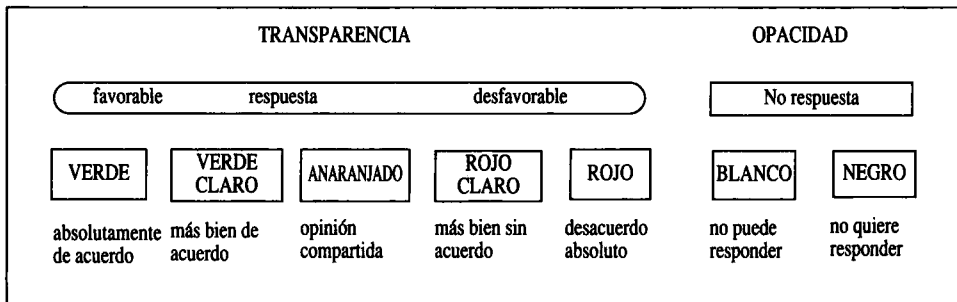 TRANSPARENCIA OPACIDAD
favorable respuesta desfavorable No respuesta
VERDE VERDE CLARO ANARANJADO ROJO CLARO ROJO BLANCO NEGRO
absolutamente de acuerdo
más bien de acuerdo
opinión compartida
más bien sin acuerdo
desacuerdo absoluto
no puede responder
no quiere responder